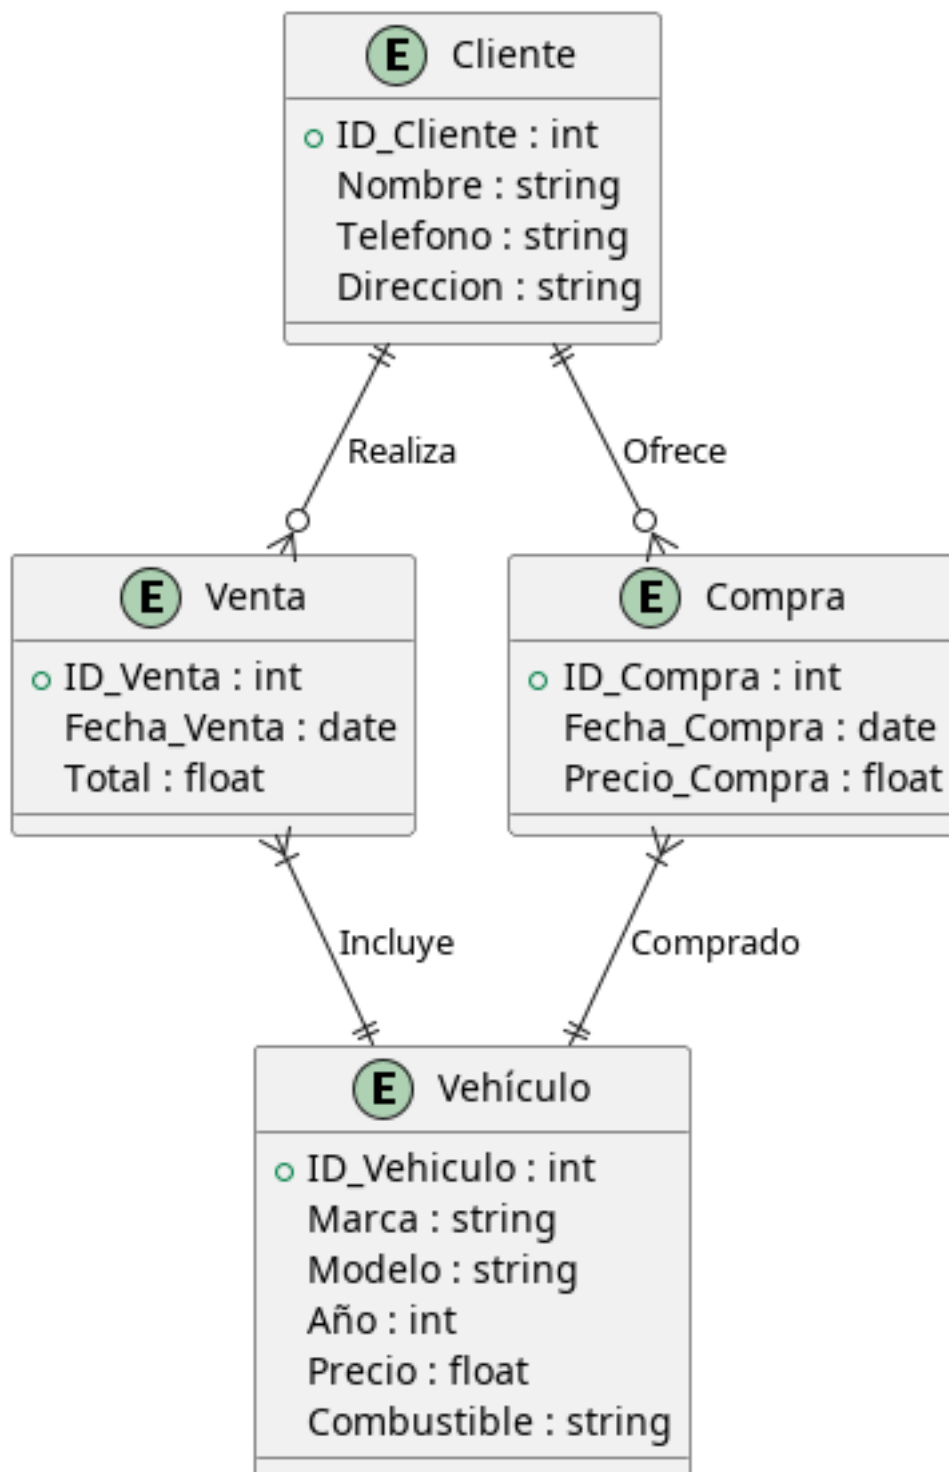 E Cliente
ID_Cliente : int
Nombre : string
Telefono : string
Direccion : string
Realiza
Ofrece
E Venta
ID_Venta : int
Fecha_Venta : date
Total : float
E Compra
ID_Compra : int
Fecha_Compra : date
Precio_Compra : float
Incluye
Comprado
E Vehículo
ID_Vehiculo : int
Marca : string
Modelo : string
Año : int
Precio : float
Combustible : string